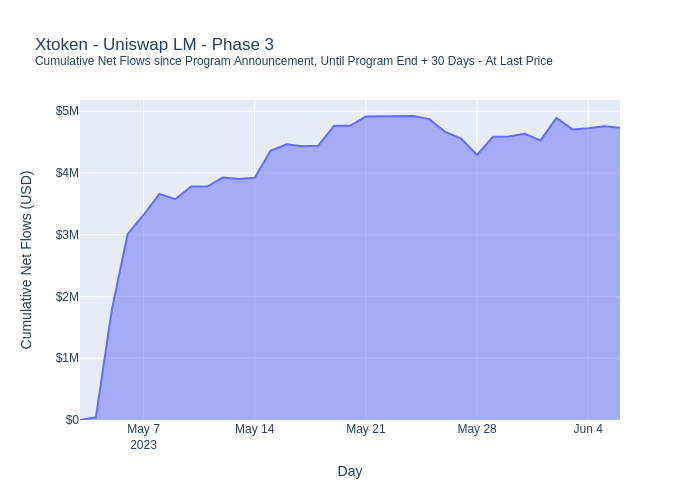 Xtoken - Uniswap LM - Phase 3
Cumulative Net Flows since Program Announcement, Until Program End + 30 Days - At Last Price
Cumulative Net Flows (USD)
$5M
$4M
$3M
$2M
$1M
$0
May 7
2023
May 14
May 21
May 28
Jun 4
Day